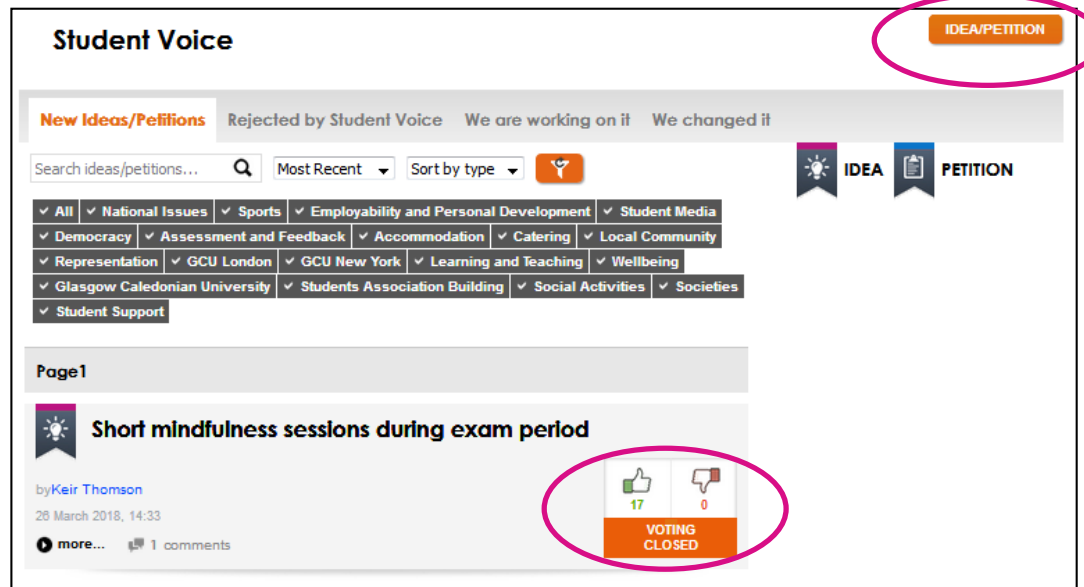 Student Voice
IDEA/PETITION
New Ideas/Petitions Rejected by Student Voice We are working on it We changed it
Search ideas/petitions... Most Recent Sort by type
IDEA PETITION
All National Issues Sports Employability and Personal Development Student Media
Democracy Assessment and Feedback Accommodation Catering Local Community
Representation GCU London GCU New York Learning and Teaching Wellbeing
Glasgow Caledonian University Students Association Building Social Activities Societies
Student Support
Page1
Short mindfulness sessions during exam period
byKeir Thomson
26 March 2018, 14:33
more... 1 comments
17 0
VOTING
CLOSED